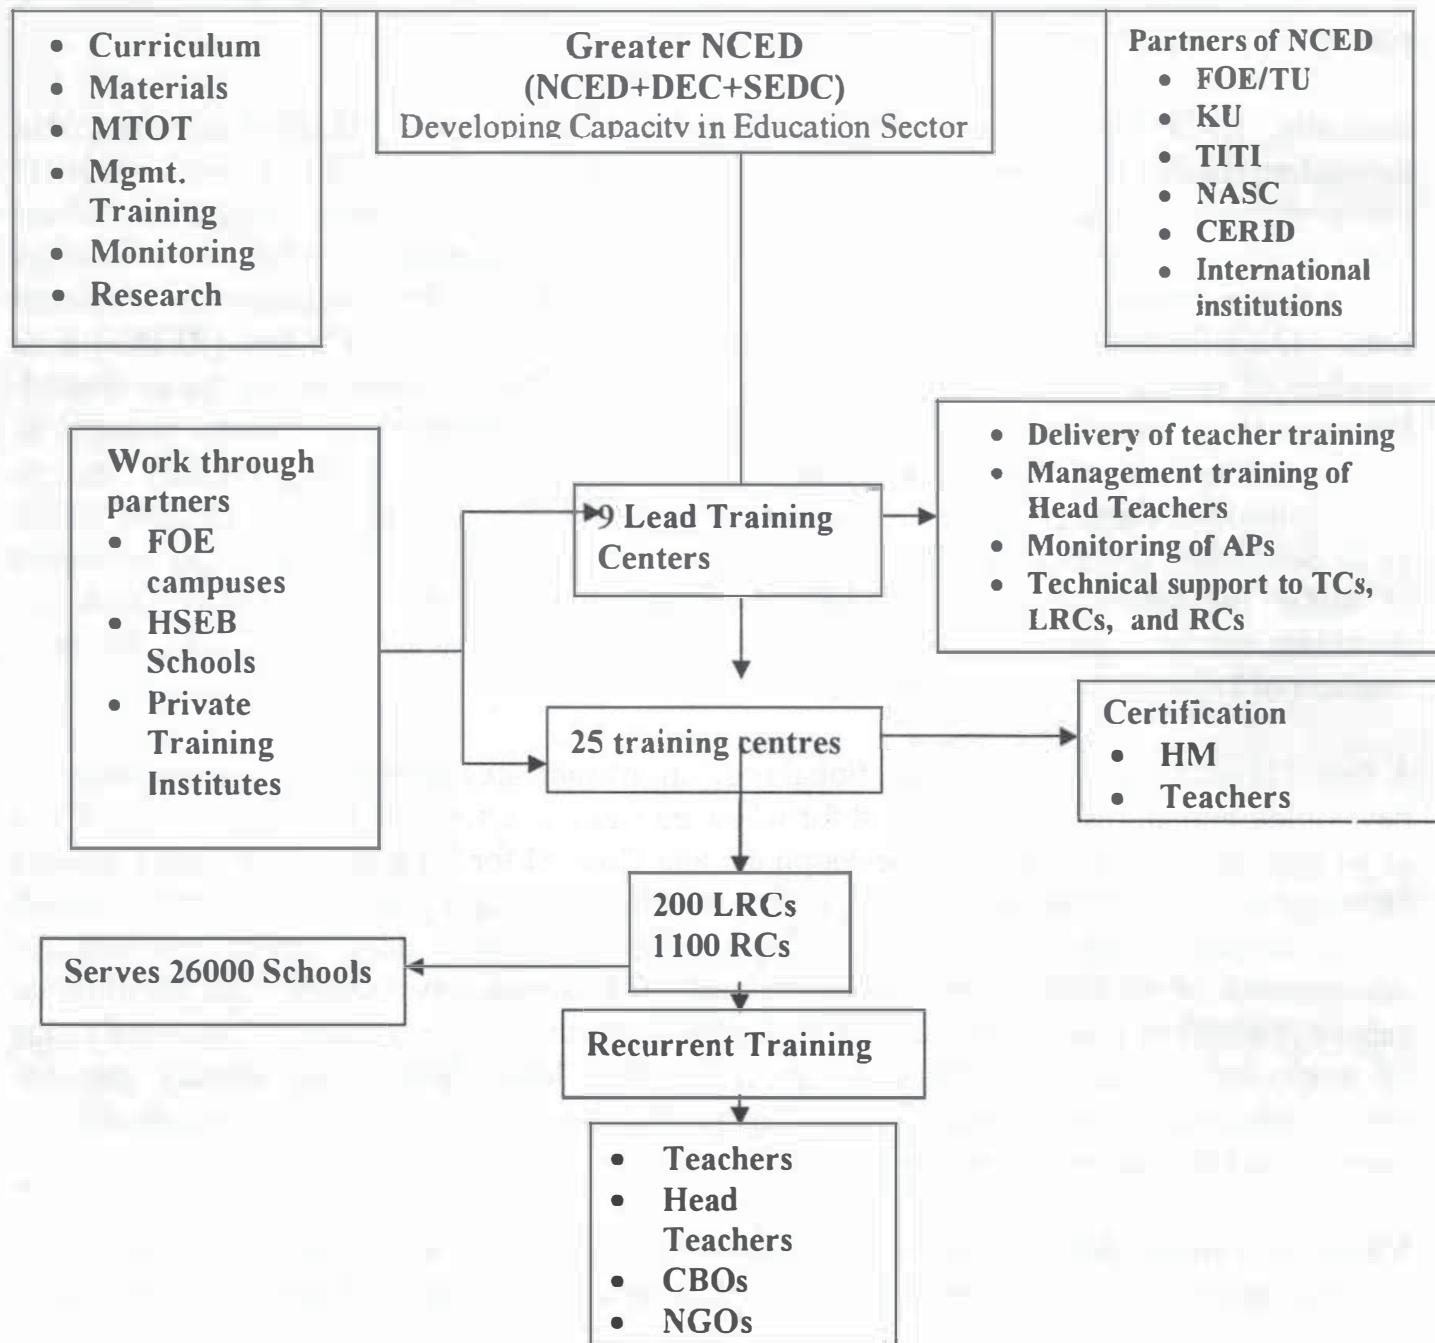 • Curriculum
• Materials
• MTOT
• Mgmt.
Training
• Monitoring
• Research
Greater NCED
(NCED+DEC+SEDC)
Developing Capacity in Education Sector
Partners of NCED
• FOE/TU
• KU
• TITI
• NASC
• CERID
• International
institutions
Work through
partners
• FOE
campuses
• HSEB
Schools
• Private
Training
Institutes
9 Lead Training
Centers
• Delivery of teacher training
• Management training of
Head Teachers
• Monitoring of APs
• Technical support to TCs,
LRCs, and RCs
25 training centres
Certification
• HM
• Teachers
200 LRCs
1100 RCs
Serves 26000 Schools
Recurrent Training
• Teachers
• Head
Teachers
• CBOs
• NGOs